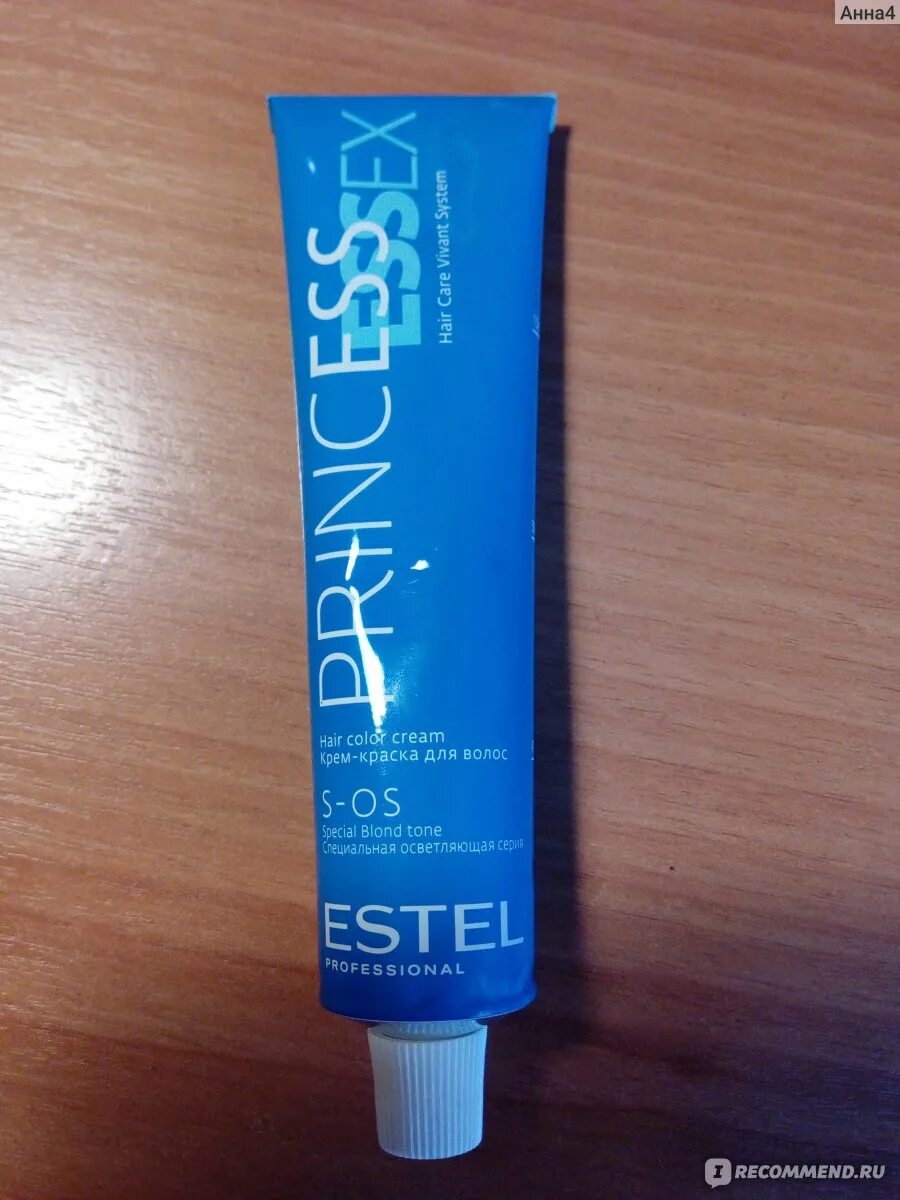 Анна4
PRINCESS
ESSEX
Hair Care Vivant System
Hair color cream
Крем-краска для волос
S-OS
Special Blond tone
Специальная осветляющая серия
ESTEL
PROFESSIONAL
RECOMMEND.RU